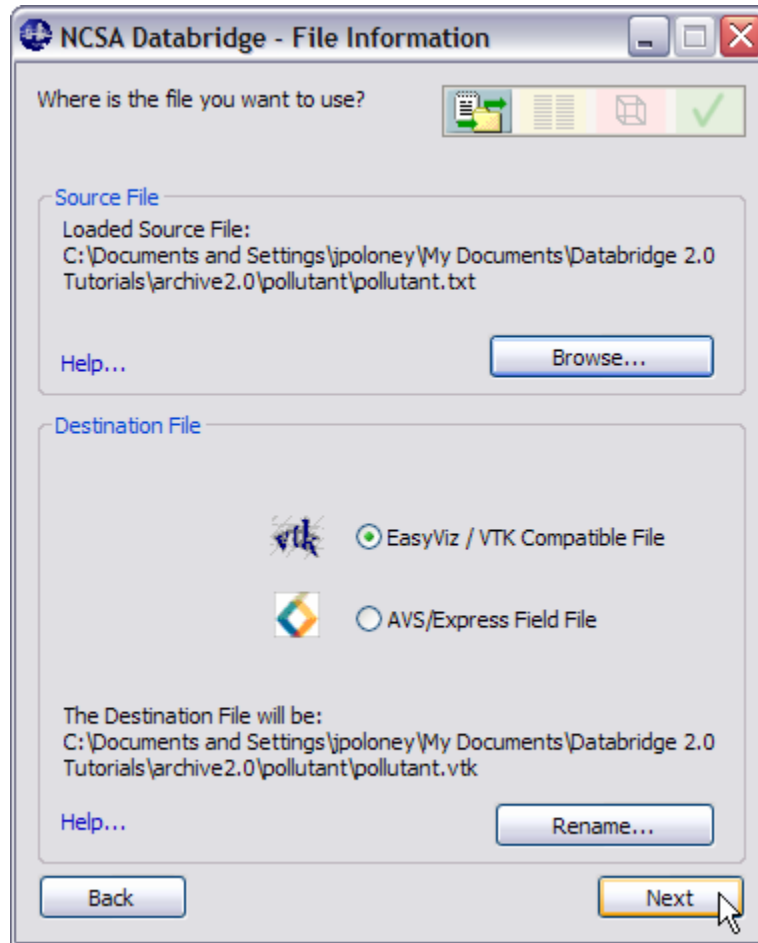 NCSA Databridge - File Information
Where is the file you want to use?
Source File
Loaded Source File:
C:\Documents and Settings\jpoloney\My Documents\Databridge 2.0
Tutorials\archive2.0\pollutant\pollutant.txt
Help...
Browse...
Destination File
vtk
EasyViz / VTK Compatible File
AVS/Express Field File
The Destination File will be:
C:\Documents and Settings\jpoloney\My Documents\Databridge 2.0
Tutorials\archive2.0\pollutant\pollutant.vtk
Help...
Rename...
Back
Next